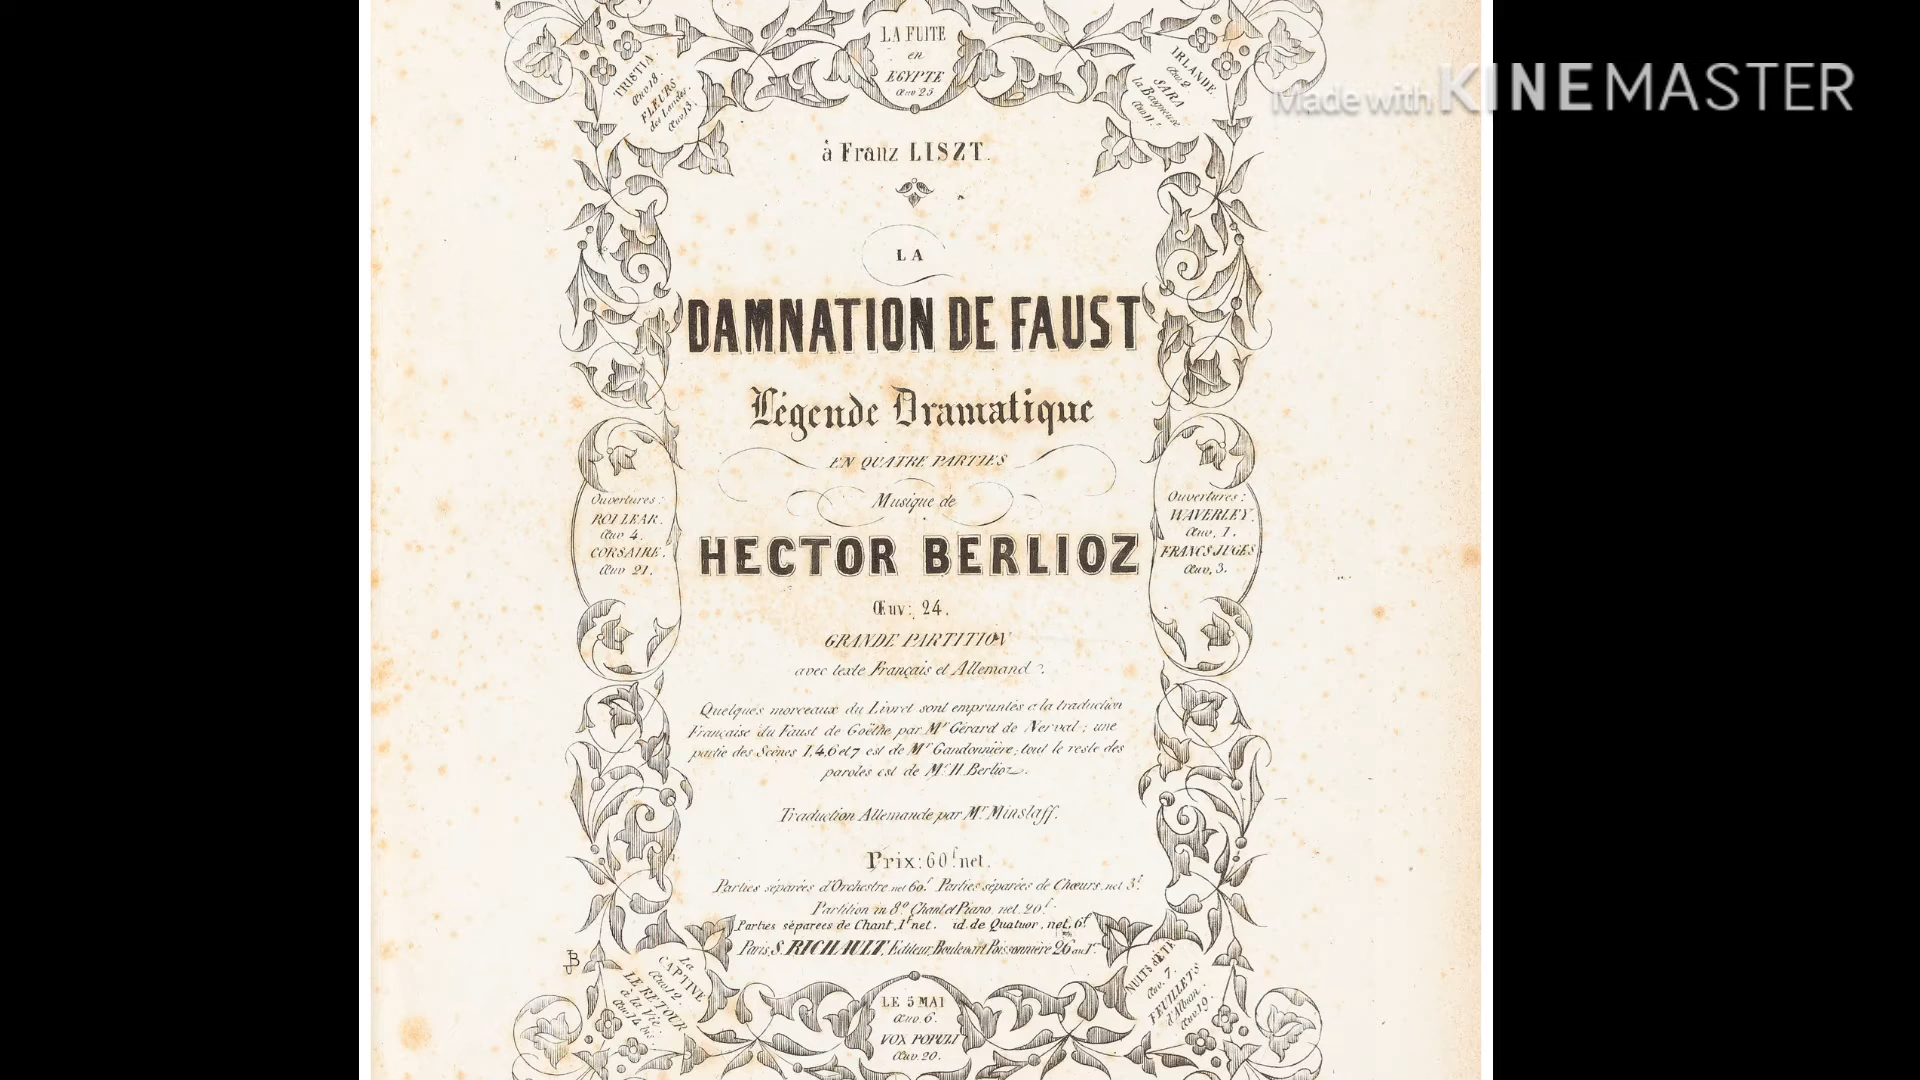 LA FUITE
en
EGYPTE
Œuv 25
TRISTIA
Œuv 18.
FLEURS
des landes.
Œuv 13.
IRLANDE.
Œuv 2
SARA
la Baigneuse
Œuv 11.
Made with KINEMASTER
à Franz LISZT.
LA
DAMNATION DE FAUST
Légende Dramatique
EN QUATRE PARTIES
Musique de
HECTOR BERLIOZ
Ouvertures:
ROI LEAR.
Œuv 4.
CORSAIRE.
Œuv 21.
Ouvertures:
WAVERLEY.
Œuv. 1.
FRANCS JUGES
Œuv. 3.
Œuv: 24.
GRANDE PARTITION
avec texte Français et Allemand.
Quelques morceaux du Livret sont empruntés a la traduction
Française du Faust de Goëthe par Mr Gérard de Nerval; une
partie des Scènes 1,4,6 et 7 est de Mr Gandonnière; tout le reste des
paroles est de Mr H. Berlioz.
Traduction Allemande par Mr Minslaff.
Prix: 60f net.
Parties séparées d'Orchestre net 60f Parties séparées de Chœurs, net 3f
Partition in 8º Chant et Piano, net. 20f
Parties séparées de Chant, 1f net. id. de Quatuor, net, 6f
Paris, S. RICHAULT, Editeur, Boulevart Poissonnière 26 au 1er
JB
La
CAPTIVE
Œuv 12
LE RETOUR
à la Vie
Œuv 14 bis
LE 5 MAI
Œuv. 6.
VOX POPULI
Œuv. 20.
NUITS d'ÉTÉ
Œuv. 7.
FEUILLETS
d'Album.
Œuv 19.